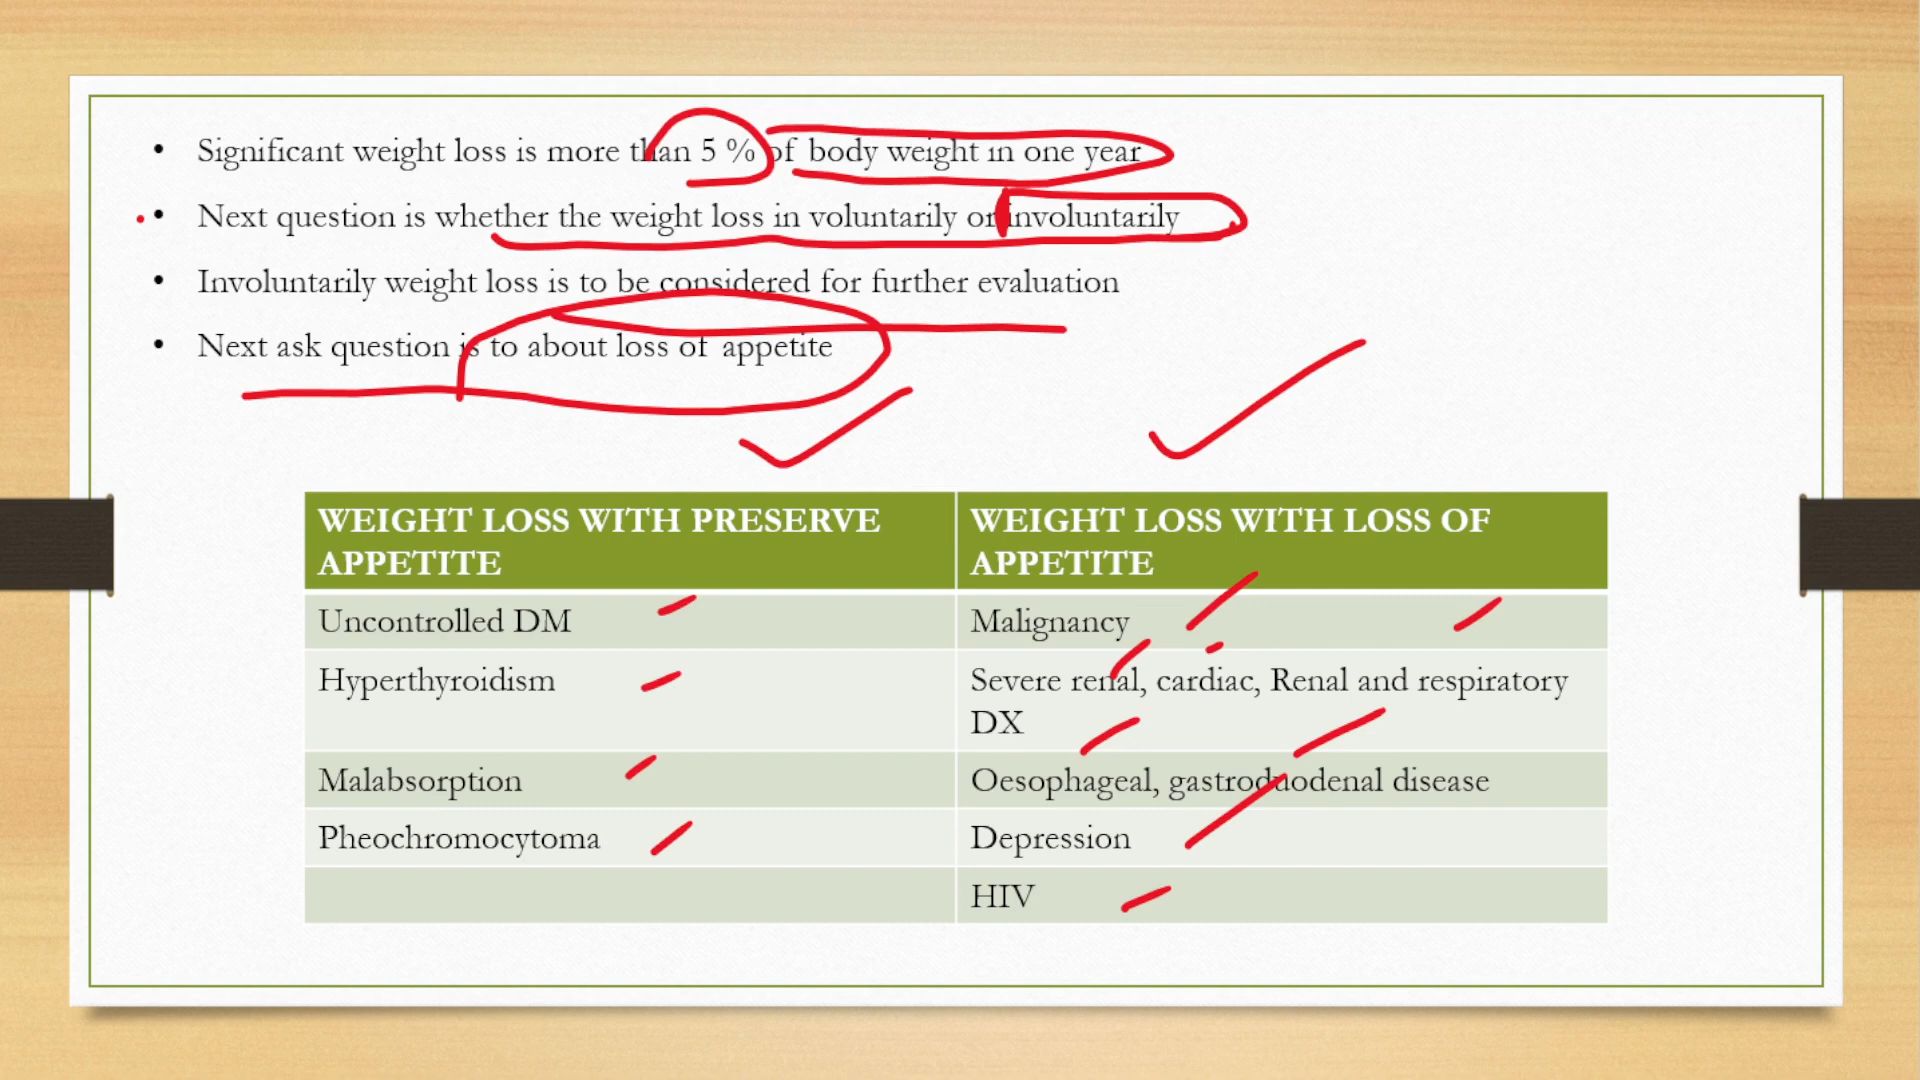 • Significant weight loss is more than 5 % of body weight in one year
• Next question is whether the weight loss in voluntarily or involuntarily
• Involuntarily weight loss is to be considered for further evaluation
• Next ask question is to about loss of appetite
WEIGHT LOSS WITH PRESERVE
APPETITE
WEIGHT LOSS WITH LOSS OF
APPETITE
Uncontrolled DM
Malignancy
Hyperthyroidism
Severe renal, cardiac, Renal and respiratory
DX
Malabsorption
Oesophageal, gastroduodenal disease
Pheochromocytoma
Depression
HIV